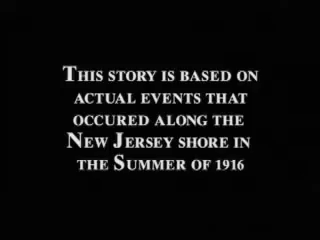 This story is based on
actual events that
occured along the
New Jersey shore in
the Summer of 1916